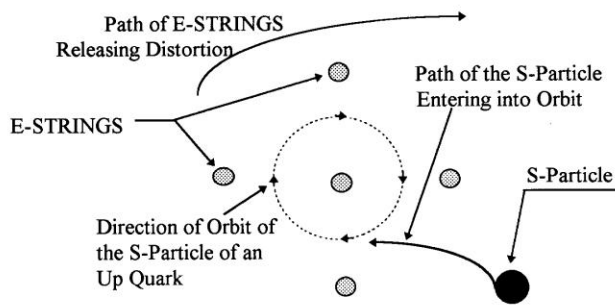 Path of E-STRINGS
Releasing Distortion
Path of the S-Particle
Entering into Orbit
E-STRINGS
S-Particle
Direction of Orbit of
the S-Particle of an
Up Quark